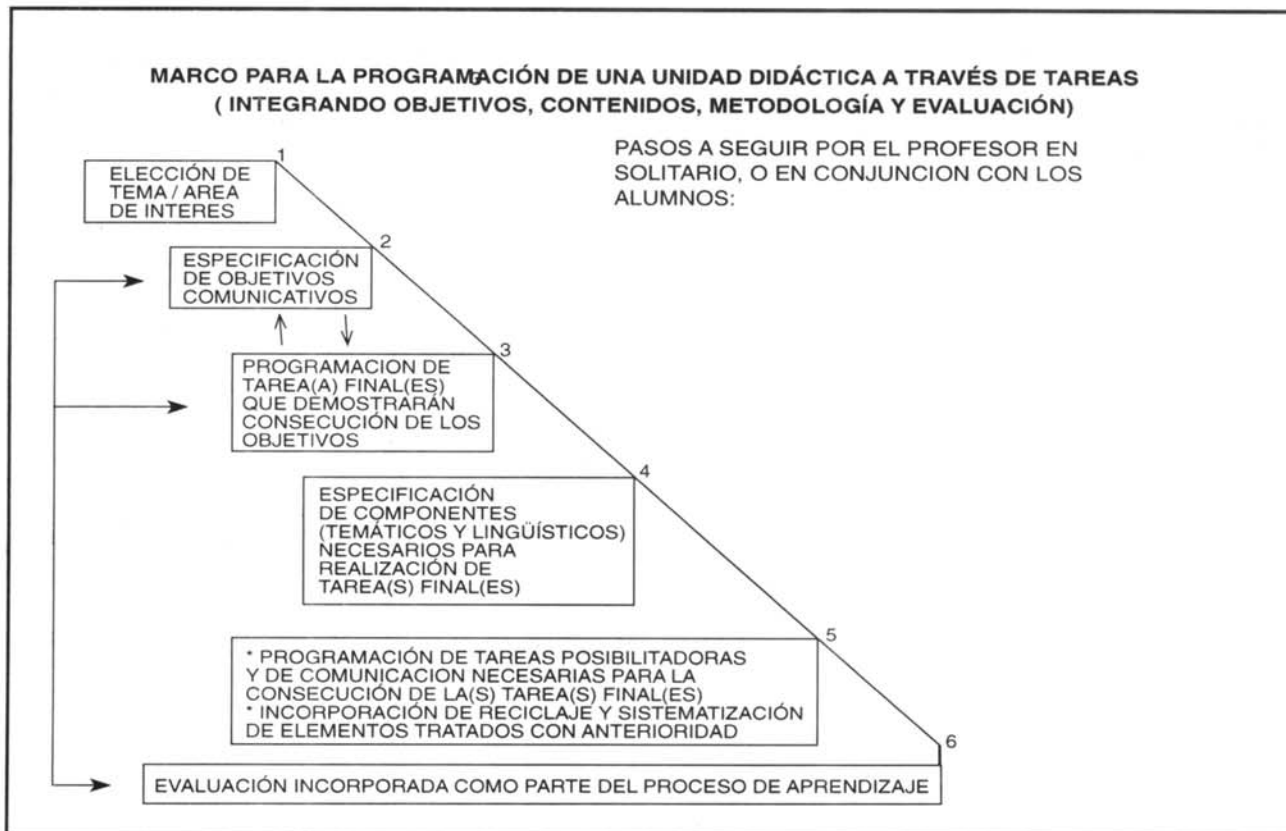 MARCO PARA LA PROGRAMACIÓN DE UNA UNIDAD DIDÁCTICA A TRAVÉS DE TAREAS
( INTEGRANDO OBJETIVOS, CONTENIDOS, METODOLOGÍA Y EVALUACIÓN)
PASOS A SEGUIR POR EL PROFESOR EN
SOLITARIO, O EN CONJUNCION CON LOS
ALUMNOS:
1
ELECCIÓN DE
TEMA / AREA
DE INTERES
2
ESPECIFICACIÓN
DE OBJETIVOS
COMUNICATIVOS
3
PROGRAMACION DE
TAREA(A) FINAL(ES)
QUE DEMOSTRARÁN
CONSECUCIÓN DE LOS
OBJETIVOS
4
ESPECIFICACIÓN
DE COMPONENTES
(TEMÁTICOS Y LINGÜÍSTICOS)
NECESARIOS PARA
REALIZACIÓN DE
TAREA(S) FINAL(ES)
5
* PROGRAMACIÓN DE TAREAS POSIBILITADORAS
Y DE COMUNICACION NECESARIAS PARA LA
CONSECUCIÓN DE LA(S) TAREA(S) FINAL(ES)
* INCORPORACIÓN DE RECICLAJE Y SISTEMATIZACIÓN
DE ELEMENTOS TRATADOS CON ANTERIORIDAD
6
EVALUACIÓN INCORPORADA COMO PARTE DEL PROCESO DE APRENDIZAJE